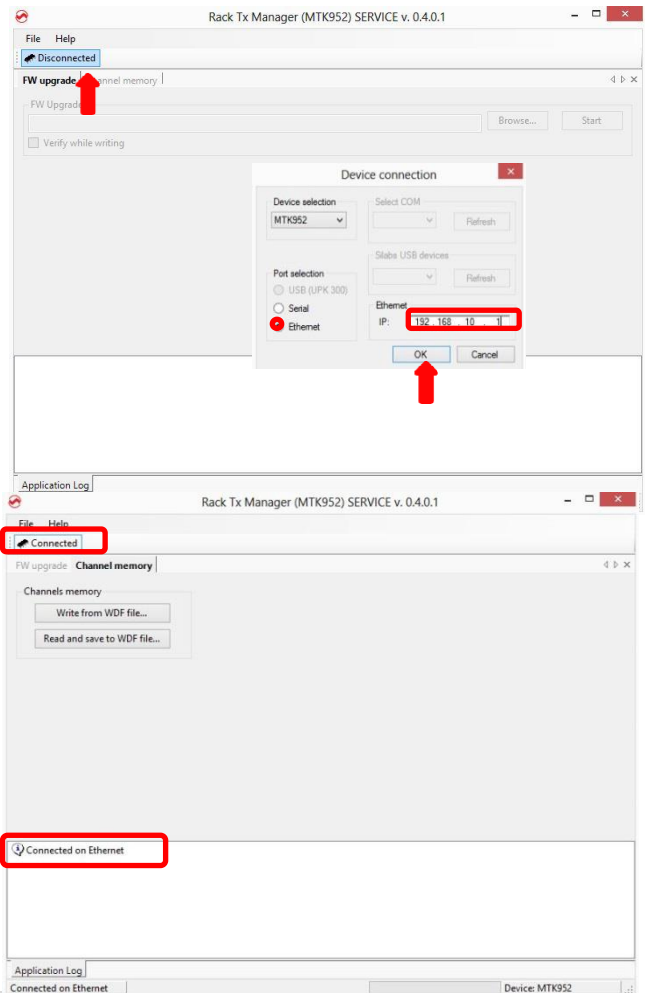 Rack Tx Manager (MTK952) SERVICE v. 0.4.0.1
File Help
Disconnected
FW upgrade annel memory
FW Upgrade
Browse... Start
Verify while writing
Device connection
Device selection
MTK952
Select COM
Refresh
Silabs USB devices
Refresh
Port selection
USB (UPK 300)
Serial
Ethernet
Ethernet
IP: 192 . 168 . 10 . 1
OK Cancel
Application Log
Rack Tx Manager (MTK952) SERVICE v. 0.4.0.1
File Help
Connected
FW upgrade Channel memory
Channels memory
Write from WDF file...
Read and save to WDF file...
Connected on Ethernet
Application Log
Connected on Ethernet Device: MTK952